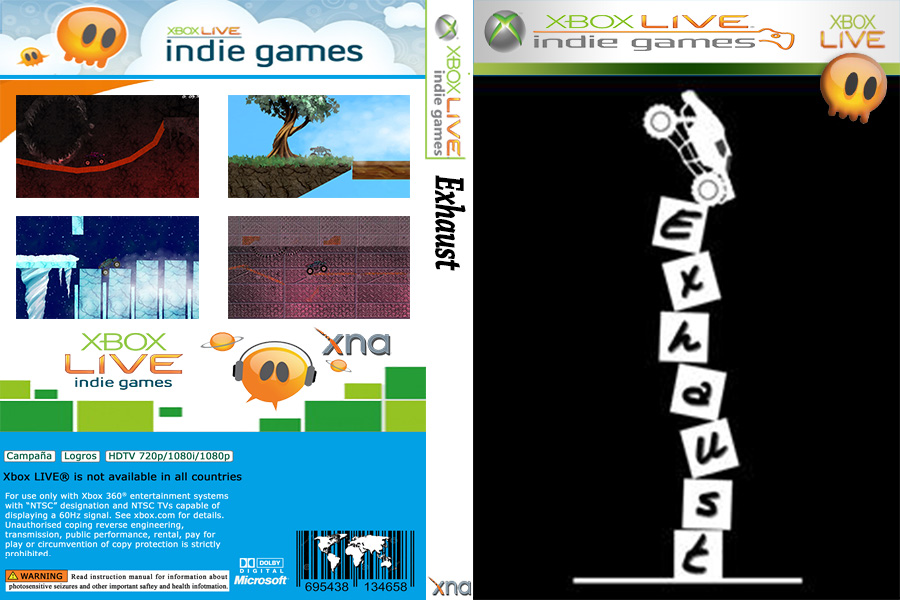 XBOX LIVE
indie games
XBOX LIVE
indie games
xna
Campaña Logros HDTV 720p/1080i/1080p
Xbox LIVE® is not available in all countries
For use only with Xbox 360® entertainment systems
with “NTSC” designation and NTSC TVs capable of
displaying a 60Hz signal. See xbox.com for details.
Unauthorised coping reverse engineering,
transmission, public performance, rental, pay for
play or circumvention of copy protection is strictly
prohibited.
WARNING Read instruction manual for information about
photosensitive seizures and other important saftey and health infotmation.
DOLBY
DIGITAL
Microsoft®
695438 134658
XBOX LIVE
indie games
Exhaust
xna
XBOX LIVE
indie games
XBOX
LIVE
E
x
h
a
u
s
t